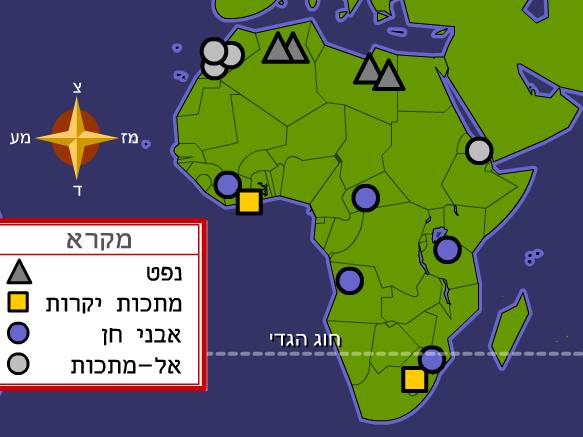 צ
מע
מז
ד
מקרא
נפט
מתכות יקרות
אבני חן
אל-מתכות
חוג הגדי